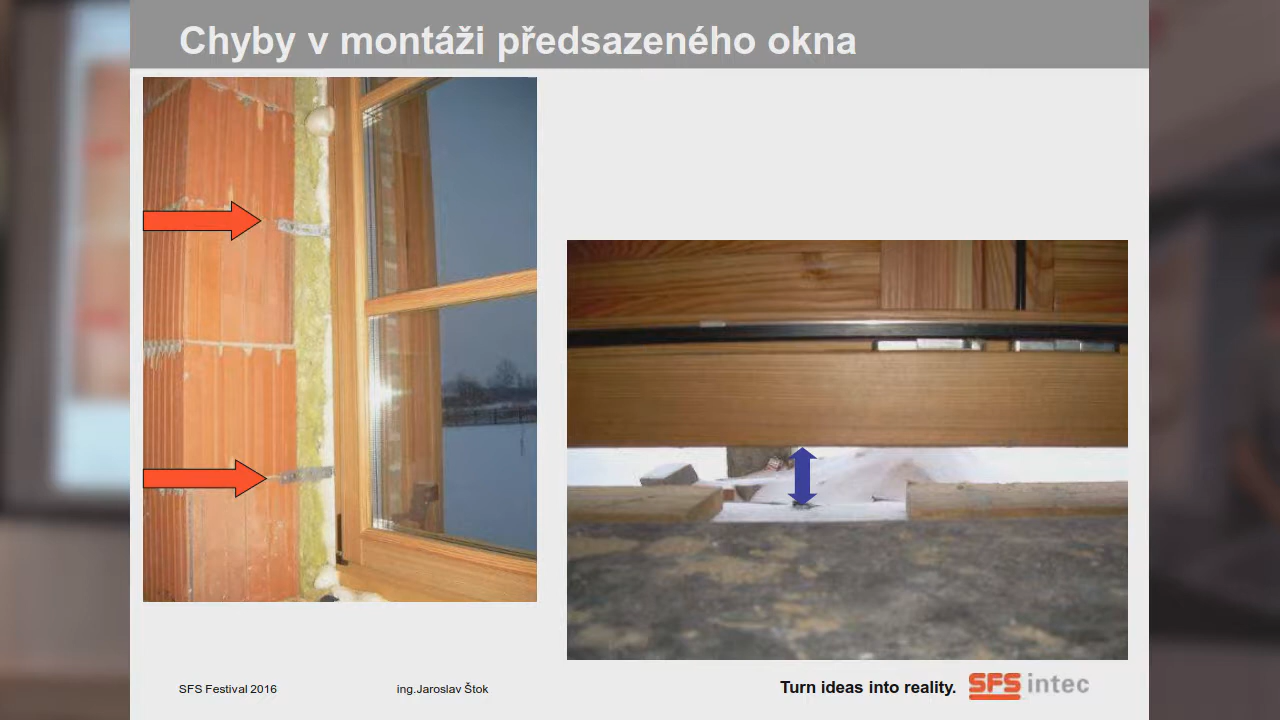 Chyby v montáži předsazeného okna
SFS Festival 2016
ing.Jaroslav Štok
Turn ideas into reality.
SFS intec